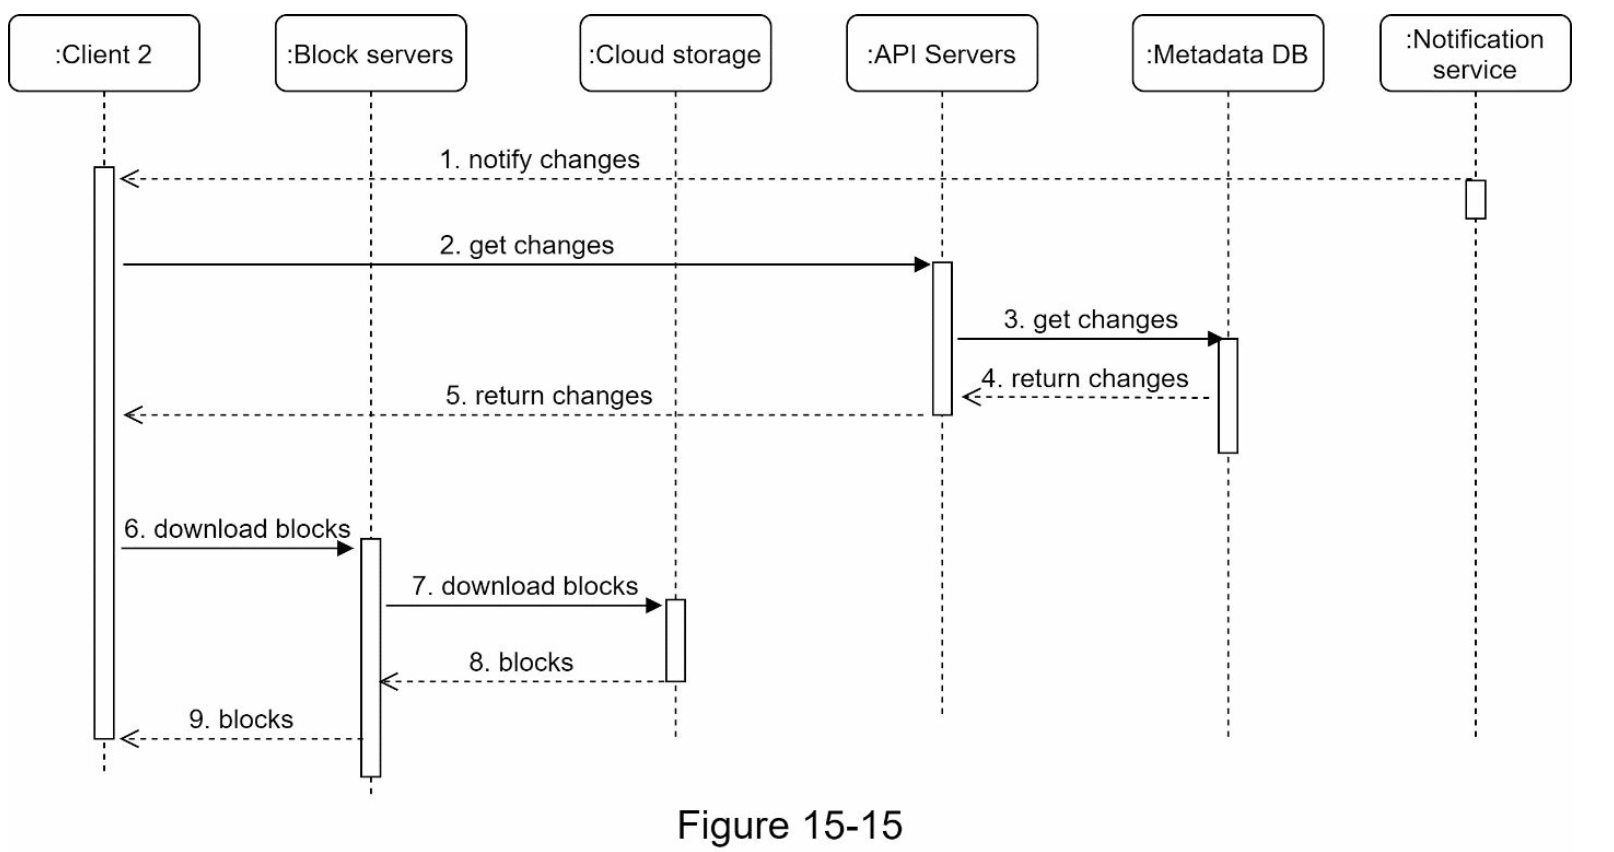 :Client 2
:Block servers
:Cloud storage
:API Servers
:Metadata DB
:Notification
service
1. notify changes
2. get changes
3. get changes
4. return changes
5. return changes
6. download blocks
7. download blocks
8. blocks
9. blocks
Figure 15-15